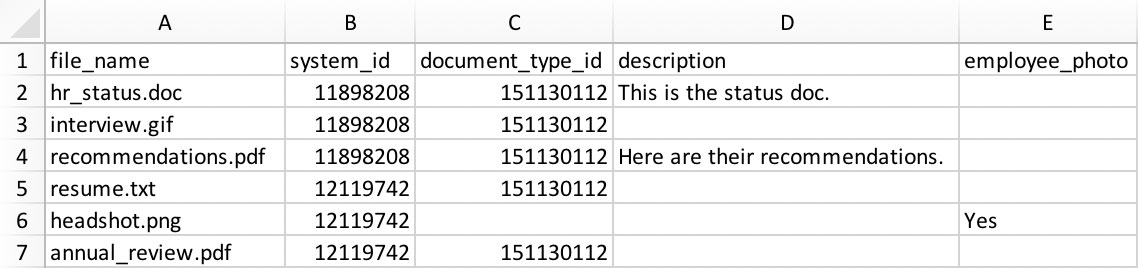 A B C D E
1 file_name system_id document_type_id description employee_photo
2 hr_status.doc 11898208 151130112 This is the status doc.
3 interview.gif 11898208 151130112
4 recommendations.pdf 11898208 151130112 Here are their recommendations.
5 resume.txt 12119742 151130112
6 headshot.png 12119742 Yes
7 annual_review.pdf 12119742 151130112